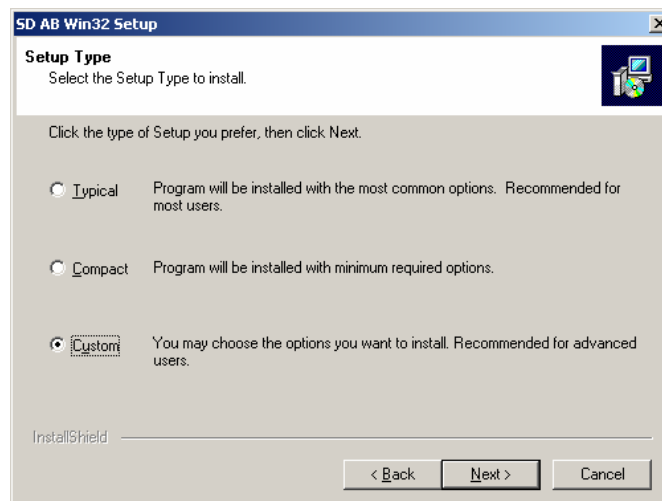 SD AB Win32 Setup
Setup Type
Select the Setup Type to install.
Click the type of Setup you prefer, then click Next.
Typical Program will be installed with the most common options. Recommended for
most users.
Compact Program will be installed with minimum required options.
Custom You may choose the options you want to install. Recommended for advanced
users.
InstallShield
< Back Next > Cancel